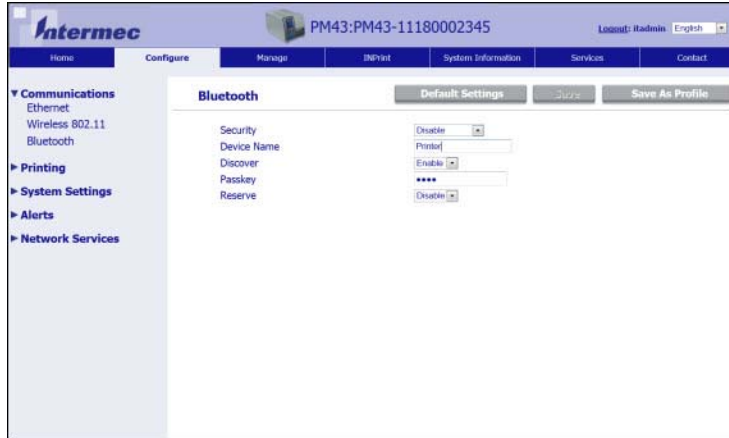 Intermec
PM43:PM43-11180002345
Logout: itadmin English
Home Configure Manage INPrint System Information Services Contact
Communications
Ethernet
Wireless 802.11
Bluetooth
Printing
System Settings
Alerts
Network Services
Bluetooth Default Settings Save Save As Profile
Security Disable
Device Name Printer
Discover Enable
Passkey ••••
Reserve Disable